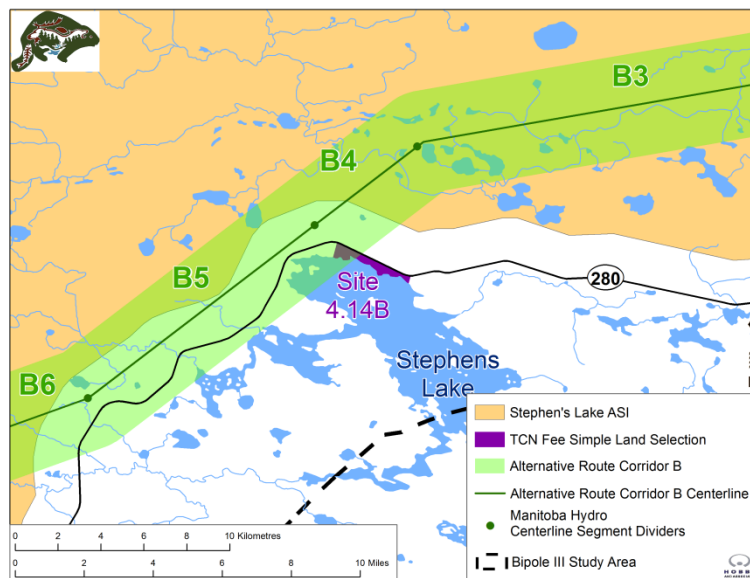 B3
B4
B5
Site
4.14B
280
B6
Stephens
Lake
Stephen's Lake ASI
TCN Fee Simple Land Selection
Alternative Route Corridor B
Alternative Route Corridor B Centerline
Manitoba Hydro
Centerline Segment Dividers
Bipole III Study Area
0 2 4 6 8 10 Kilometres
0 2 4 6 8 10 Miles